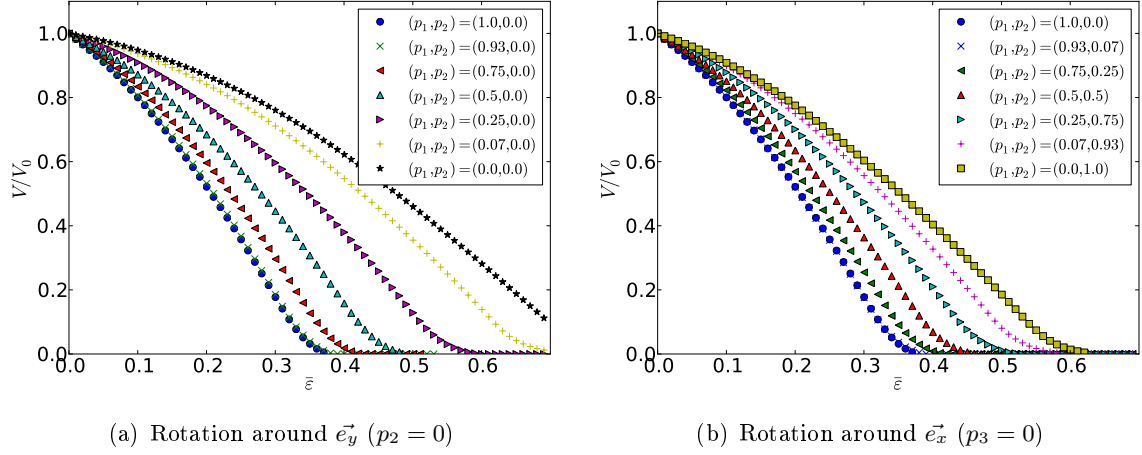 V/V₀
1.0
0.8
0.6
0.4
0.2
0.0
0.0 0.1 0.2 0.3 0.4 0.5 0.6
ε̄
(p₁,p₂)=(1.0,0.0)
(p₁,p₂)=(0.93,0.0)
(p₁,p₂)=(0.75,0.0)
(p₁,p₂)=(0.5,0.0)
(p₁,p₂)=(0.25,0.0)
(p₁,p₂)=(0.07,0.0)
(p₁,p₂)=(0.0,0.0)
(a) Rotation around e⃗_y (p₂ = 0)
V/V₀
1.0
0.8
0.6
0.4
0.2
0.0
0.0 0.1 0.2 0.3 0.4 0.5 0.6
ε̄
(p₁,p₂)=(1.0,0.0)
(p₁,p₂)=(0.93,0.07)
(p₁,p₂)=(0.75,0.25)
(p₁,p₂)=(0.5,0.5)
(p₁,p₂)=(0.25,0.75)
(p₁,p₂)=(0.07,0.93)
(p₁,p₂)=(0.0,1.0)
(b) Rotation around e⃗_x (p₃ = 0)